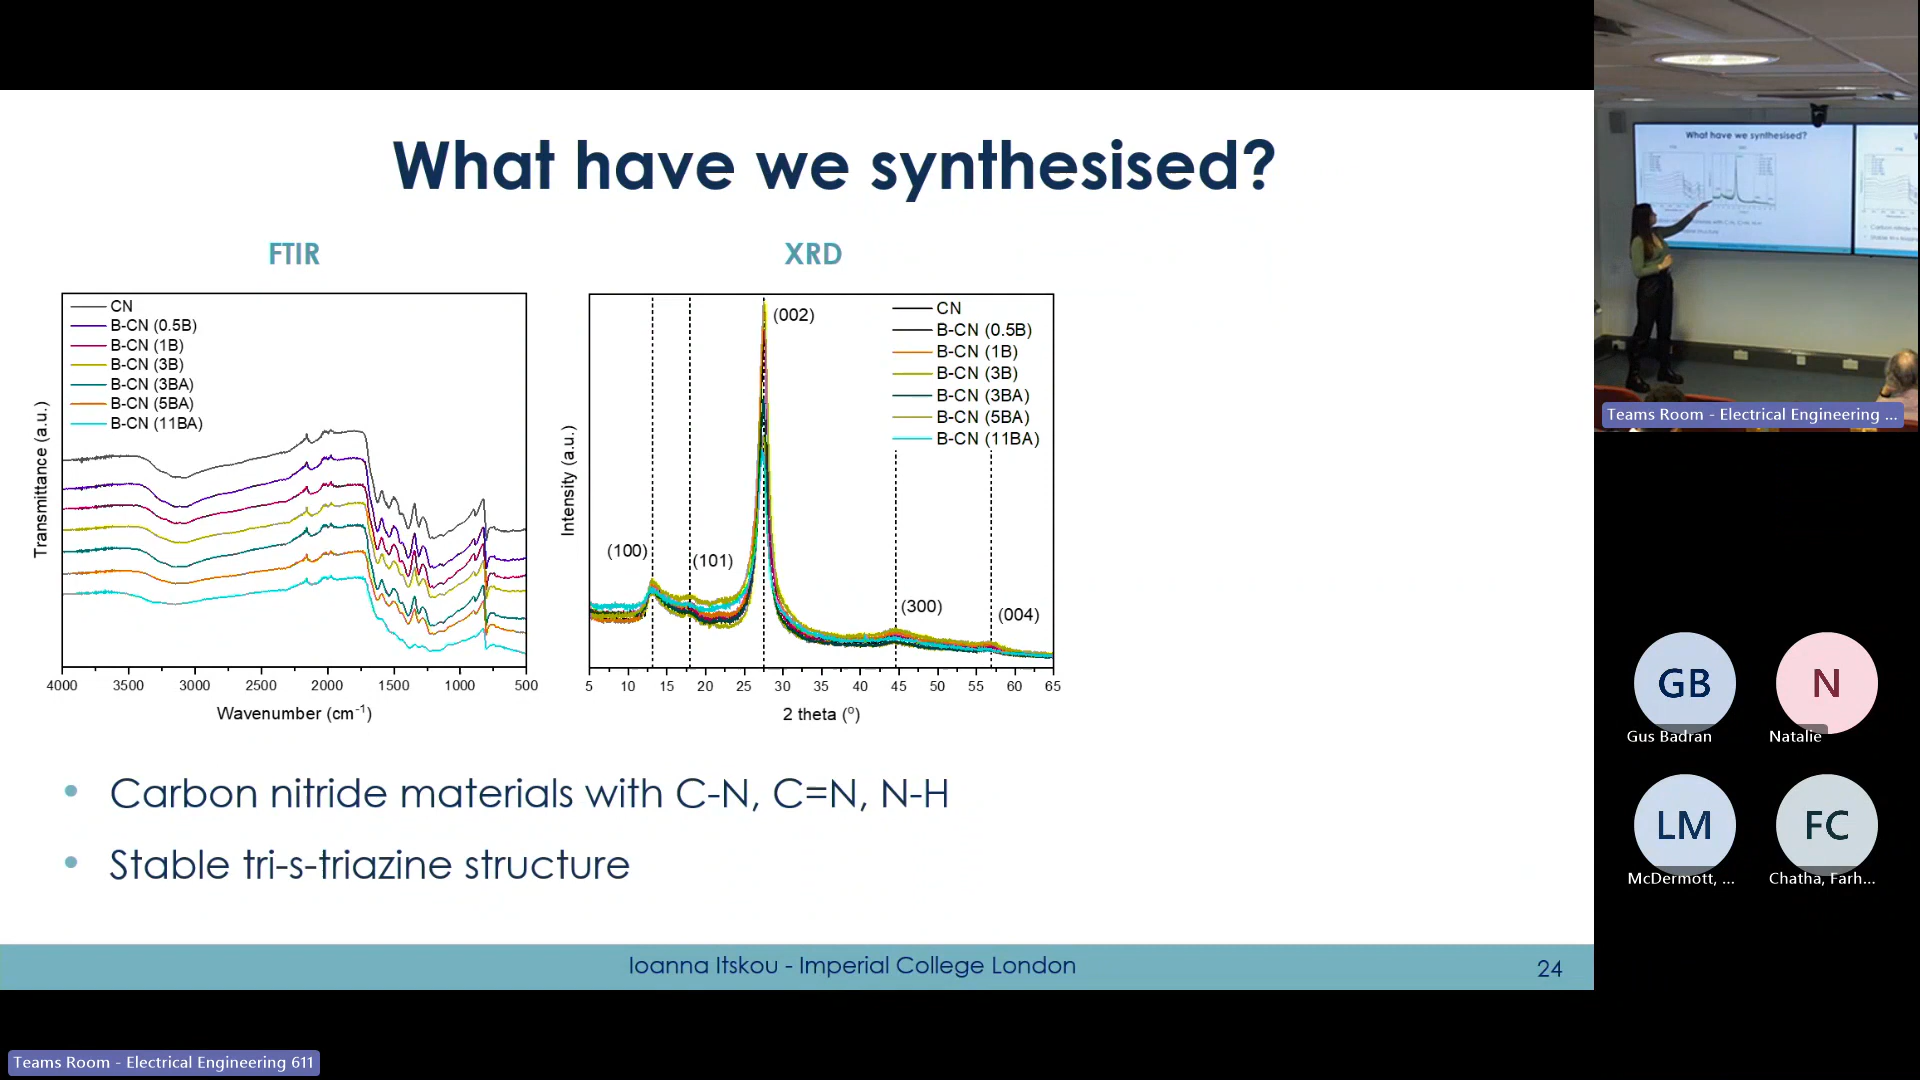 What have we synthesised?
FTIR
CN
B-CN (0.5B)
B-CN (1B)
B-CN (3B)
B-CN (3BA)
B-CN (5BA)
B-CN (11BA)
Transmittance (a.u.)
4000 3500 3000 2500 2000 1500 1000 500
Wavenumber (cm-1)
XRD
CN
B-CN (0.5B)
B-CN (1B)
B-CN (3B)
B-CN (3BA)
B-CN (5BA)
B-CN (11BA)
(002)
(100)
(101)
(300)
(004)
Intensity (a.u.)
5 10 15 20 25 30 35 40 45 50 55 60 65
2 theta (o)
• Carbon nitride materials with C-N, C=N, N-H
• Stable tri-s-triazine structure
Ioanna Itskou - Imperial College London
24
Teams Room - Electrical Engineering 611
What have we synthesised?
Teams Room - Electrical Engineering ...
GB
Gus Badran
N
Natalie
LM
McDermott, ...
FC
Chatha, Farh...